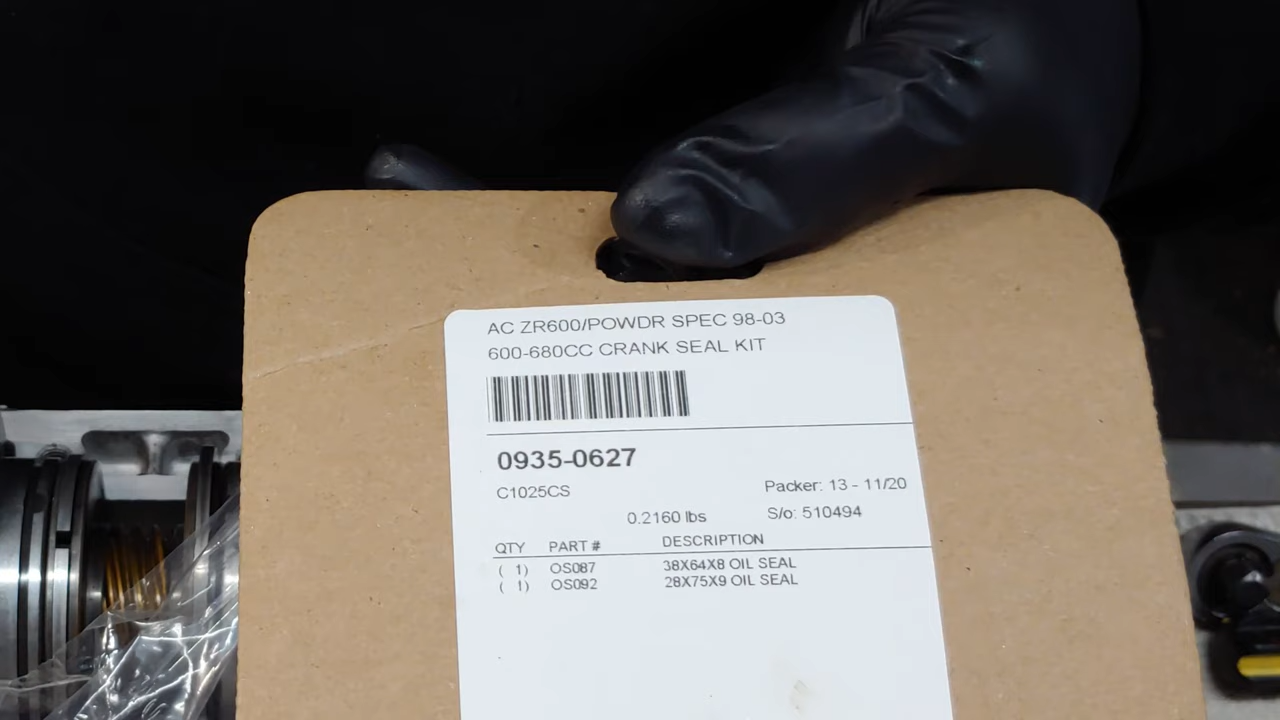 AC ZR600/POWDR SPEC 98-03
600-680CC CRANK SEAL KIT
0935-0627
C1025CS
Packer: 13 - 11/20
0.2160 lbs
S/o: 510494
QTY PART # DESCRIPTION
( 1) OS087 38X64X8 OIL SEAL
( 1) OS092 28X75X9 OIL SEAL